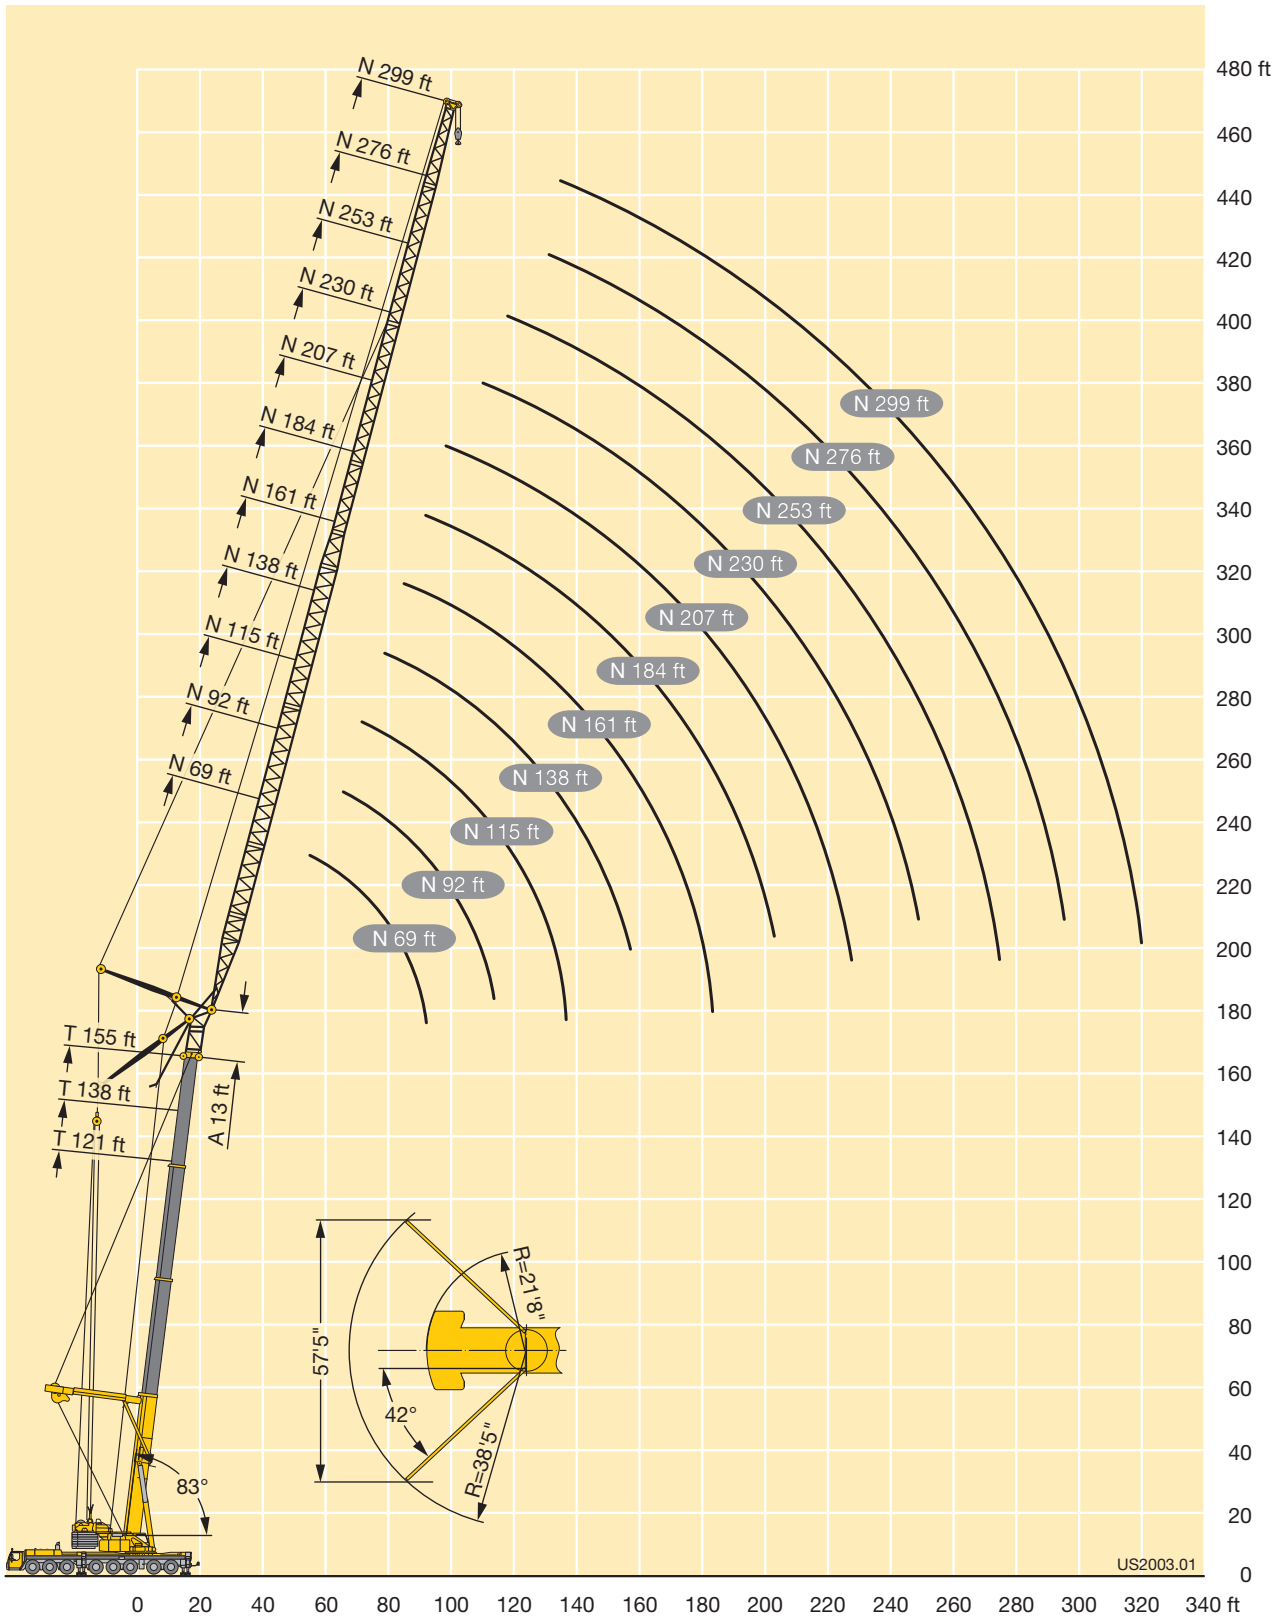 480 ft
N 299 ft
460
N 276 ft
440
N 253 ft
420
N 230 ft
400
N 207 ft
380
N 299 ft
N 184 ft
360
N 276 ft
N 161 ft
340
N 253 ft
N 138 ft
320
N 230 ft
N 115 ft
300
N 207 ft
N 92 ft
280
N 184 ft
N 69 ft
260
N 161 ft
N 138 ft
240
N 115 ft
220
N 92 ft
200
N 69 ft
180
T 155 ft
160
T 138 ft
A 13 ft
140
T 121 ft
120
100
R=21'8"
80
57'5"
60
42°
40
R=38'5"
83°
20
US2003.01
0
0 20 40 60 80 100 120 140 160 180 200 220 240 260 280 300 320 340 ft